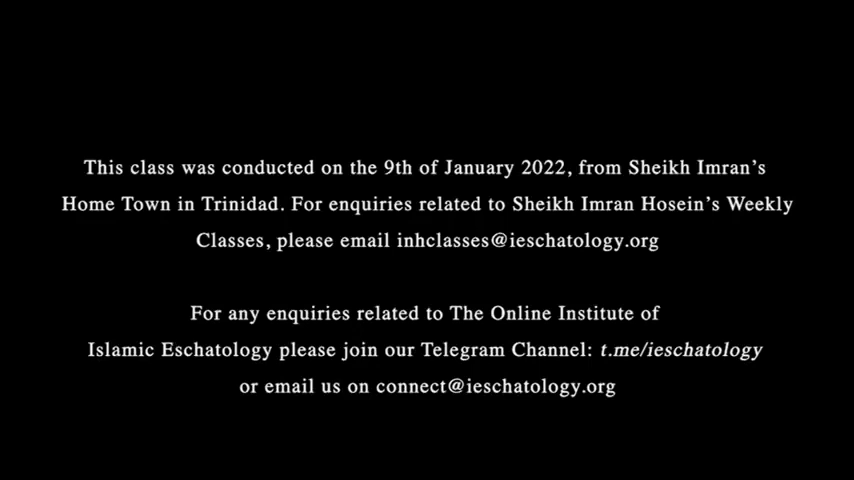 This class was conducted on the 9th of January 2022, from Sheikh Imran's
Home Town in Trinidad. For enquiries related to Sheikh Imran Hosein's Weekly
Classes, please email inhclasses@ieschatology.org
For any enquiries related to The Online Institute of
Islamic Eschatology please join our Telegram Channel: t.me/ieschatology
or email us on connect@ieschatology.org